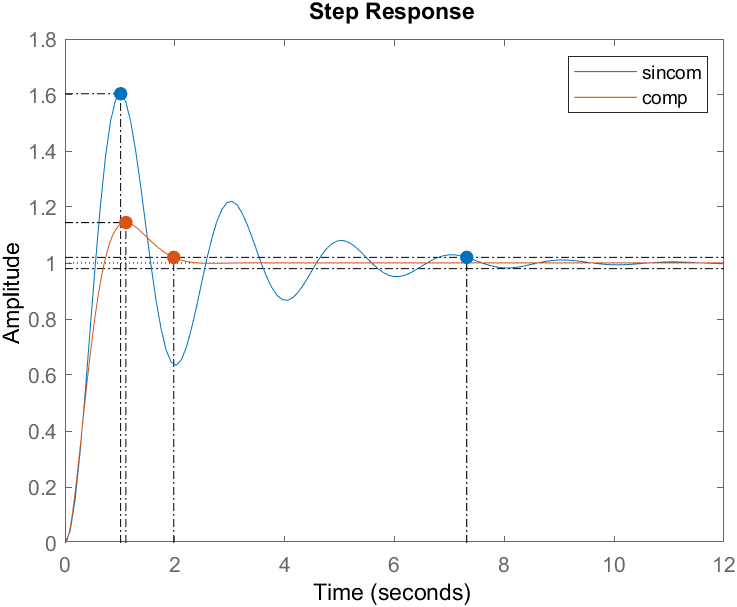 Step Response
1.8
sincom
1.6
comp
1.4
1.2
1
0.8
0.6
0.4
0.2
0
Amplitude
0 2 4 6 8 10 12
Time (seconds)